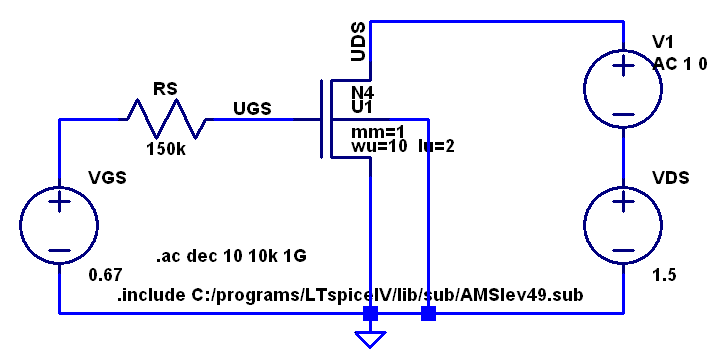 UDS
V1
AC 1 0
RS
UGS
N4
U1
150k
mm=1
wu=10 lu=2
VGS
VDS
.ac dec 10 10k 1G
0.67
1.5
.include C:/programs/LTspiceIV/lib/sub/AMSlev49.sub